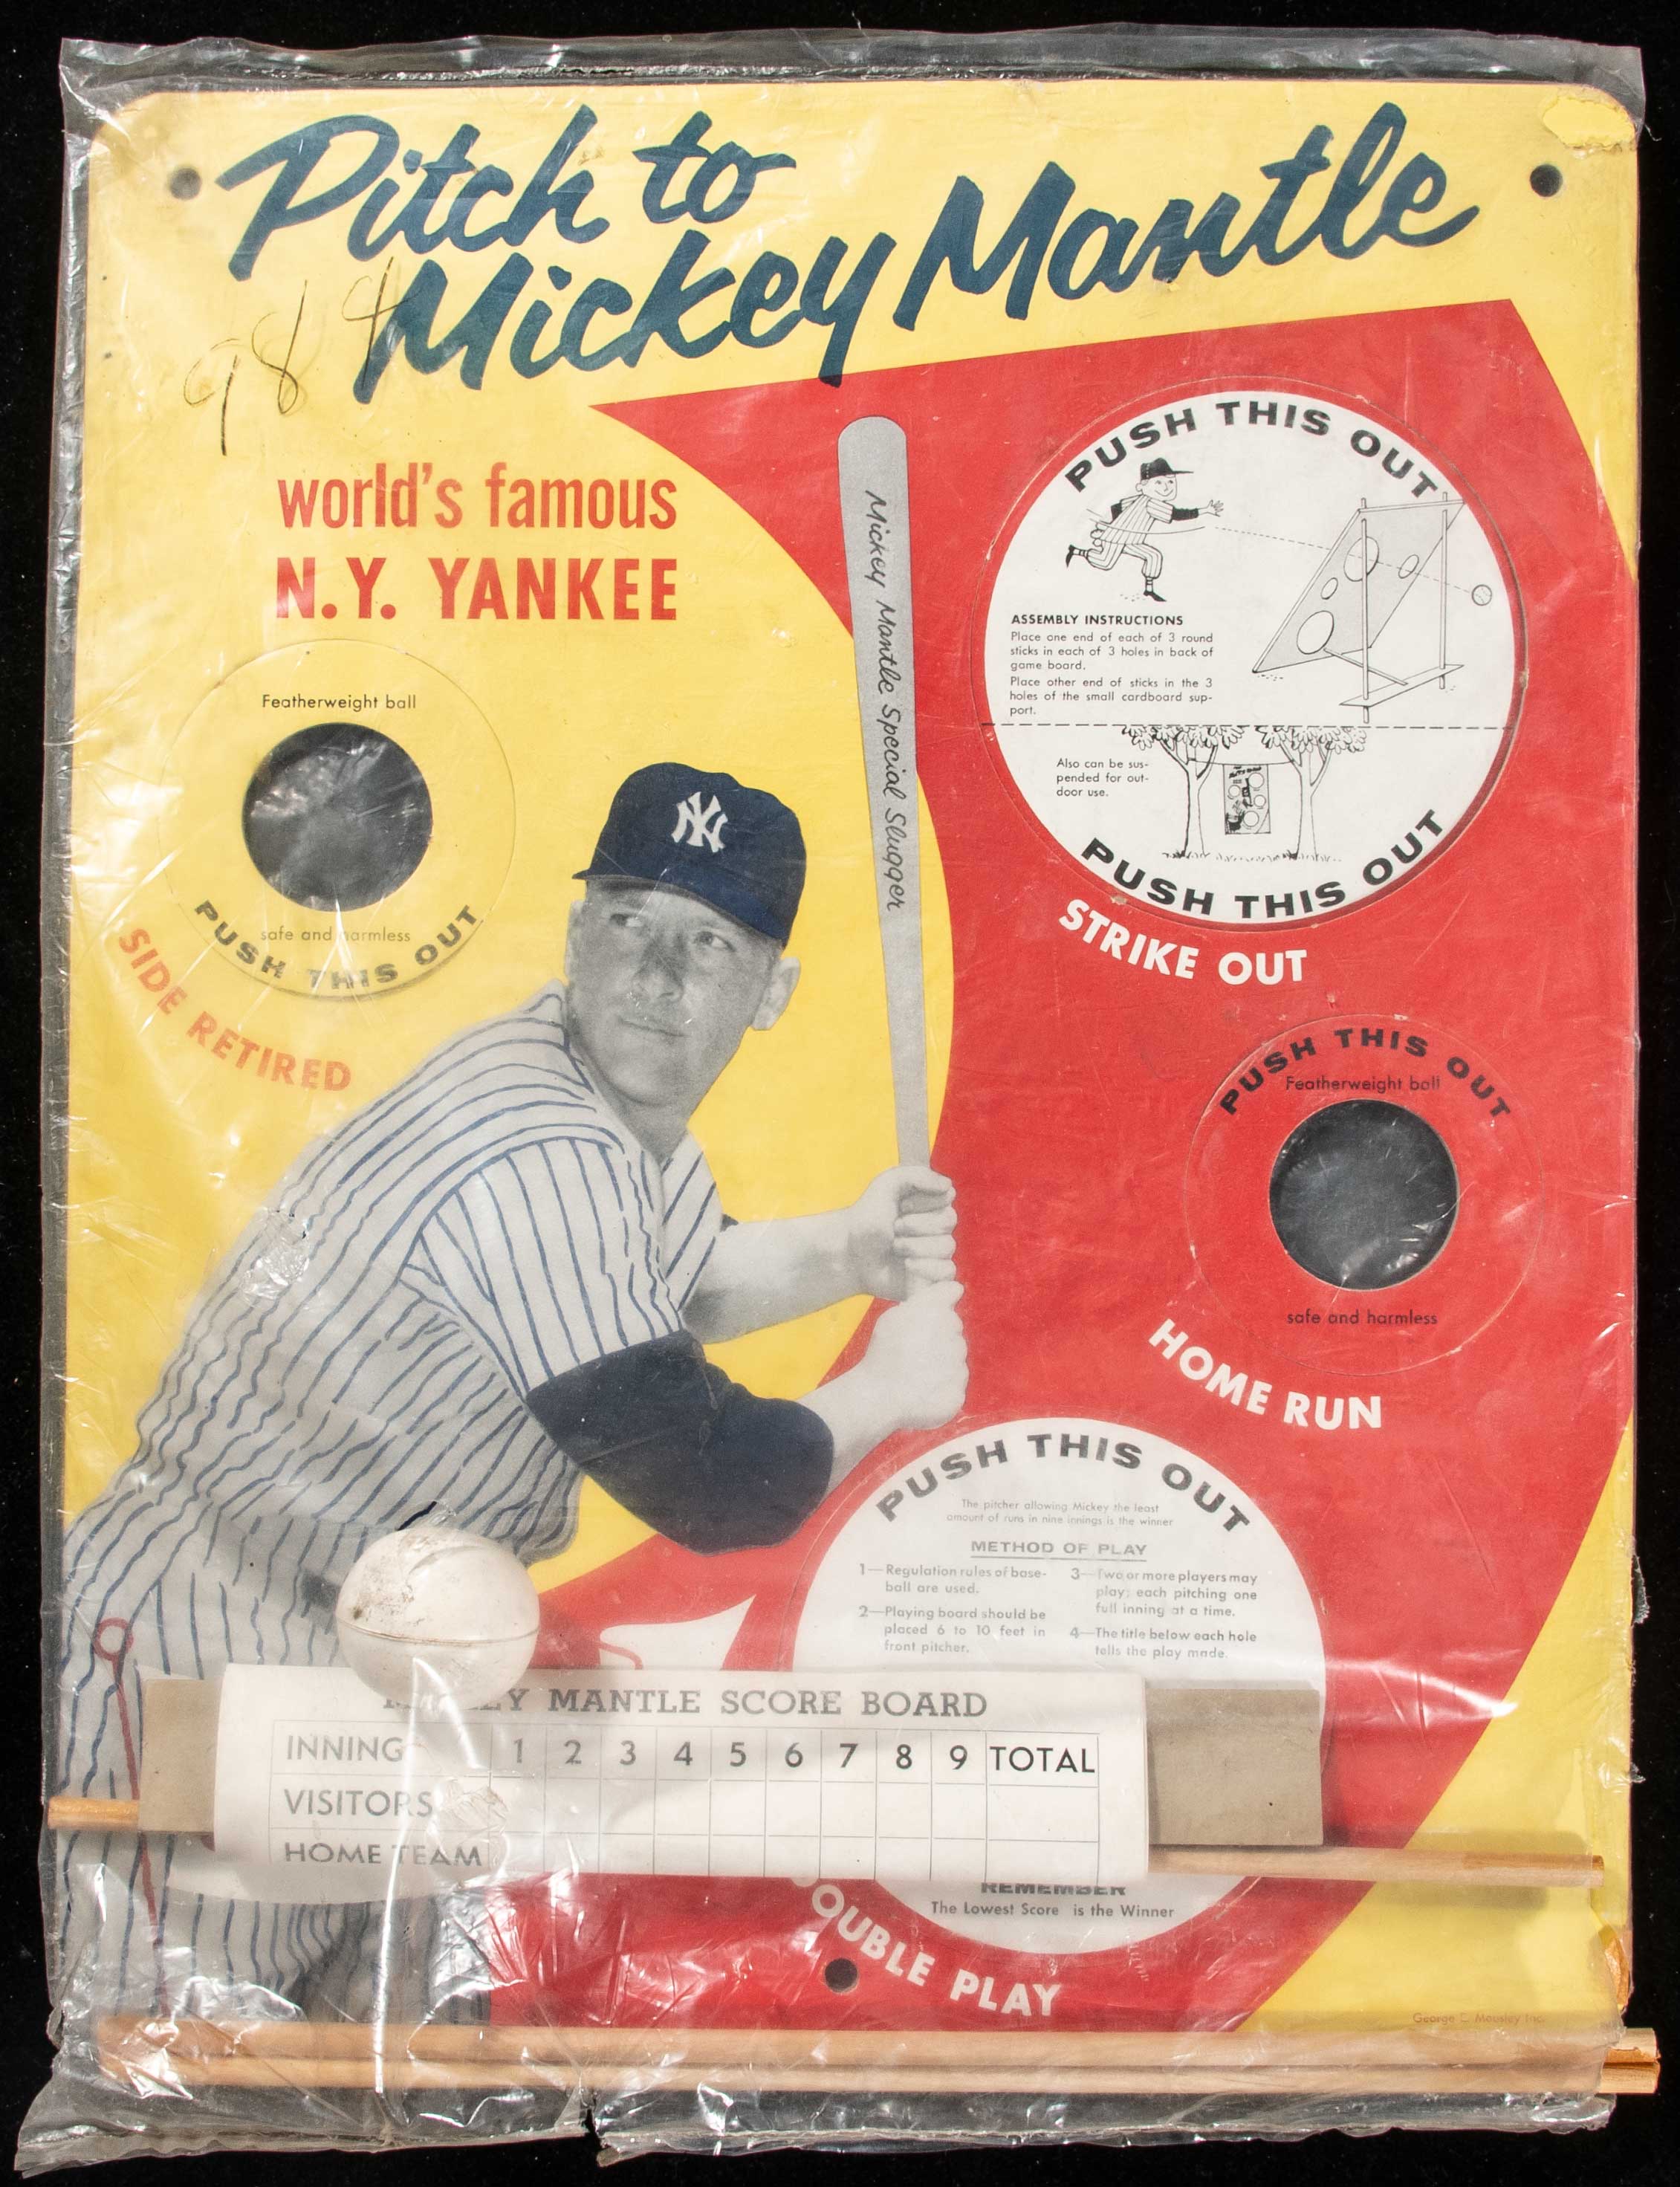 Pitch to
Mickey Mantle
98¢
world's famous
N.Y. YANKEE
Mickey Mantle Special Slugger
NY
PUSH THIS OUT
ASSEMBLY INSTRUCTIONS
Place one end of each of 3 round
sticks in each of 3 holes in back of
game board.
Place other end of sticks in the 3
holes of the small cardboard sup-
port.
Also can be sus-
pended for out-
door use.
PUSH THIS OUT
STRIKE OUT
Featherweight ball
safe and harmless
PUSH THIS OUT
SIDE RETIRED
PUSH THIS OUT
Featherweight ball
safe and harmless
HOME RUN
PUSH THIS OUT
The pitcher allowing Mickey the least
amount of runs in nine innings is the winner
METHOD OF PLAY
1—Regulation rules of base-
ball are used.
2—Playing board should be
placed 6 to 10 feet in
front pitcher.
3—Two or more players may
play; each pitching one
full inning at a time.
4—The title below each hole
tells the play made.
MANTLE SCORE BOARD
INNING 1 2 3 4 5 6 7 8 9 TOTAL
VISITORS
HOME TEAM
REMEMBER
The Lowest Score is the Winner
DOUBLE PLAY
George E. Mousley Inc.